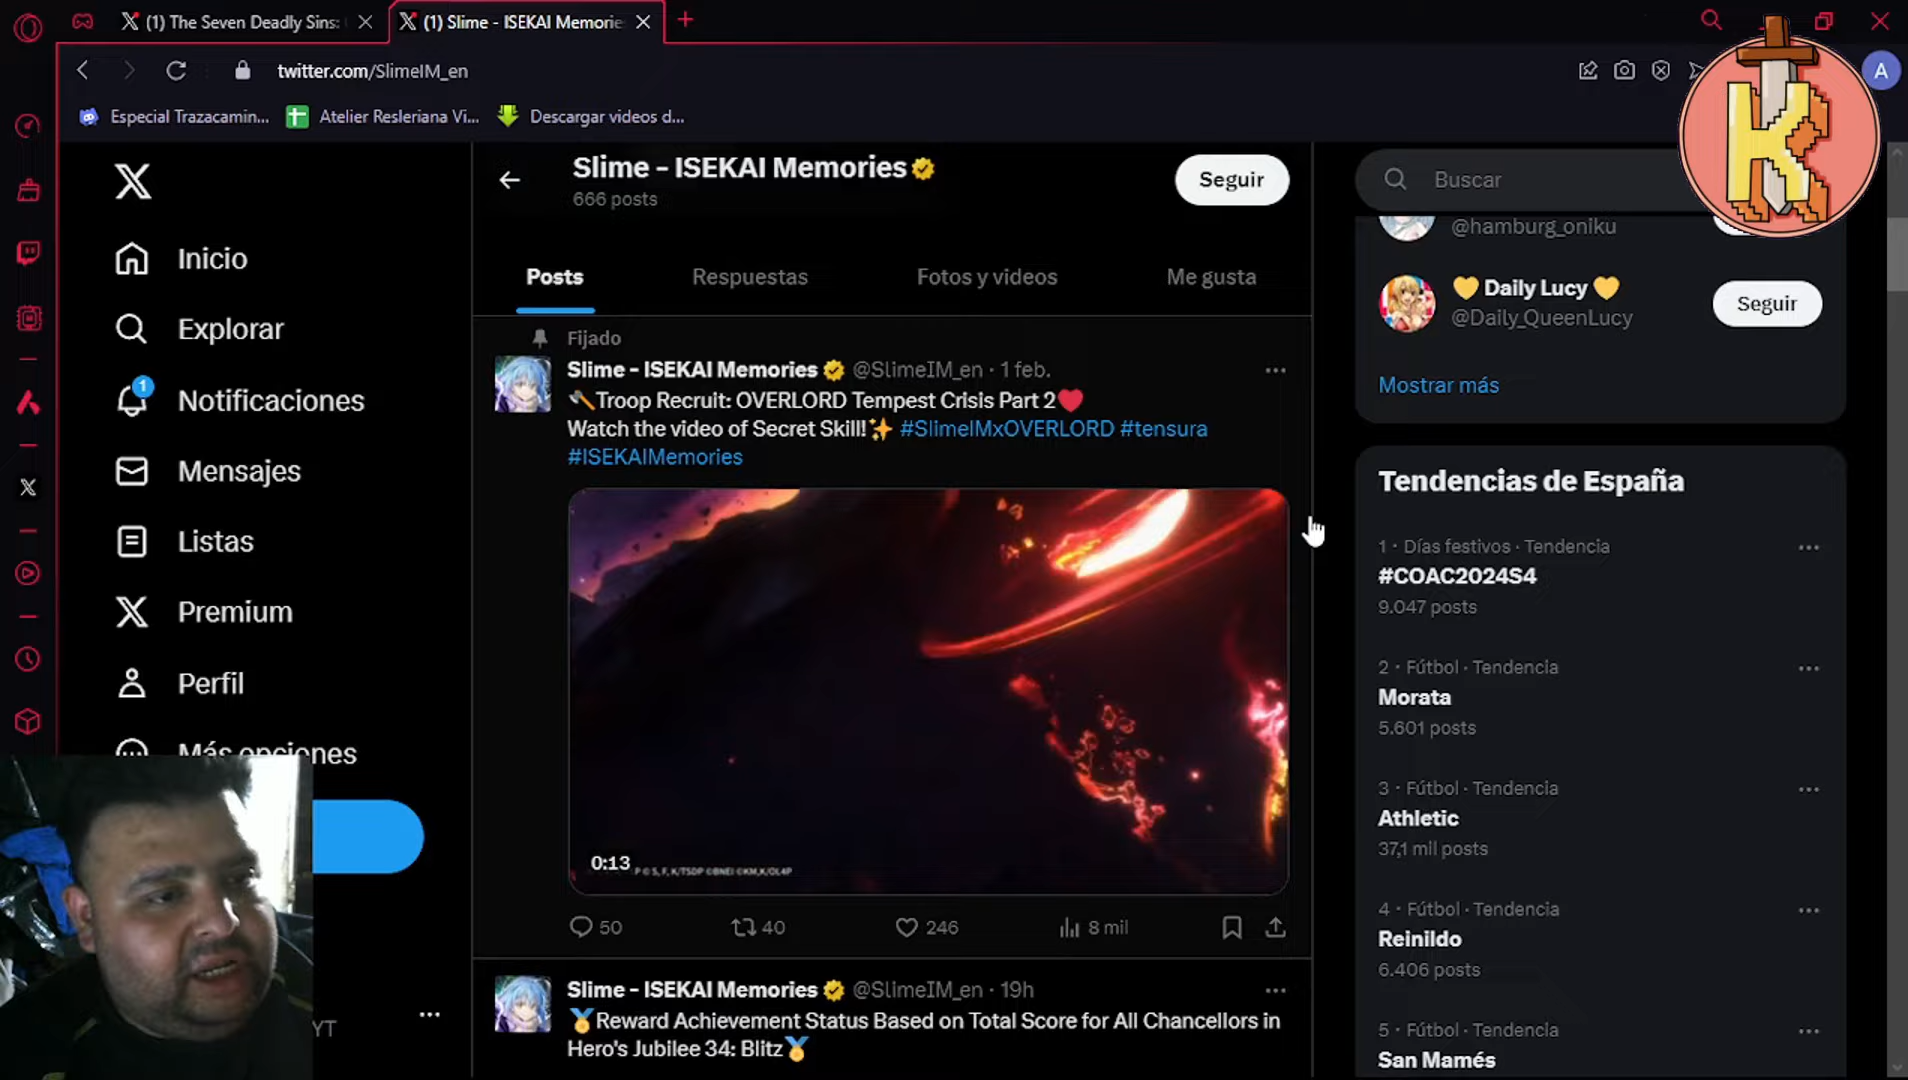 (1) The Seven Deadly Sins:
(1) Slime - ISEKAI Memorie
twitter.com/SlimeIM_en
A
Especial Trazacamin...
Atelier Resleriana Vi...
Descargar videos d...
K
Slime - ISEKAI Memories
666 posts
Seguir
Buscar
Inicio
Explorar
1
Notificaciones
Mensajes
Listas
Premium
Perfil
Más opciones
YT
Posts
Respuestas
Fotos y videos
Me gusta
Fijado
Slime - ISEKAI Memories @SlimeIM_en · 1 feb.
🪓Troop Recruit: OVERLORD Tempest Crisis Part 2❤️
Watch the video of Secret Skill!✨ #SlimeIMxOVERLORD #tensura
#ISEKAIMemories
0:13
50
40
246
8 mil
Slime - ISEKAI Memories @SlimeIM_en · 19h
🏅Reward Achievement Status Based on Total Score for All Chancellors in
Hero's Jubilee 34: Blitz🏅
@hamburg_oniku
💛 Daily Lucy 💛
@Daily_QueenLucy
Seguir
Mostrar más
Tendencias de España
1 · Días festivos · Tendencia
#COAC2024S4
9.047 posts
2 · Fútbol · Tendencia
Morata
5.601 posts
3 · Fútbol · Tendencia
Athletic
37,1 mil posts
4 · Fútbol · Tendencia
Reinildo
6.406 posts
5 · Fútbol · Tendencia
San Mamés